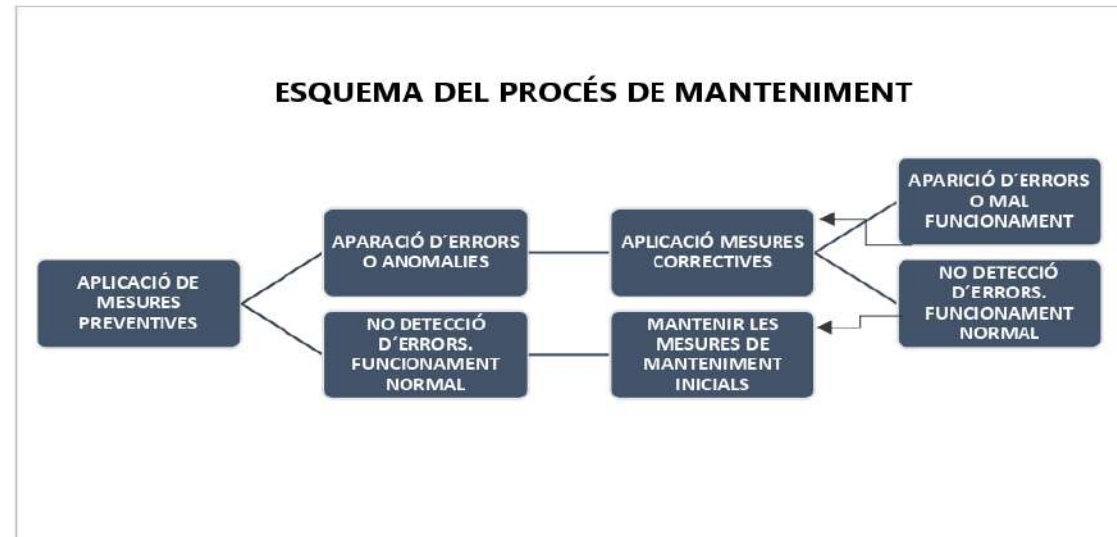 ESQUEMA DEL PROCÉS DE MANTENIMENT
APLICACIÓ DE
MESURES
PREVENTIVES
APARACIÓ D´ERRORS
O ANOMALIES
NO DETECCIÓ
D´ERRORS.
FUNCIONAMENT
NORMAL
APLICACIÓ MESURES
CORRECTIVES
MANTENIR LES
MESURES DE
MANTENIMENT
INICIALS
APARICIÓ D´ERRORS
O MAL
FUNCIONAMENT
NO DETECCIÓ
D´ERRORS.
FUNCIONAMENT
NORMAL